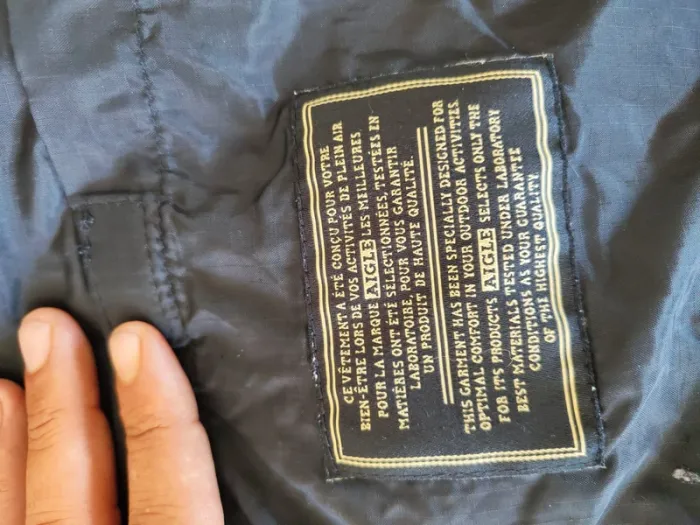 CE VÊTEMENT A ÉTÉ CONÇU POUR VOTRE
BIEN-ÊTRE LORS DE VOS ACTIVITÉS DE PLEIN AIR
POUR LA MARQUE AIGLE LES MEILLEURES
MATIÈRES ONT ÉTÉ SÉLECTIONNÉES, TESTÉES EN
LABORATOIRE, POUR VOUS GARANTIR
UN PRODUIT DE HAUTE QUALITÉ.
THIS GARMENT HAS BEEN SPECIALLY DESIGNED FOR
OPTIMAL COMFORT IN YOUR OUTDOOR ACTIVITIES.
FOR ITS PRODUCTS AIGLE SELECTS ONLY THE
BEST MATERIALS TESTED UNDER LABORATORY
CONDITIONS AS YOUR GUARANTEE
OF THE HIGHEST QUALITY.